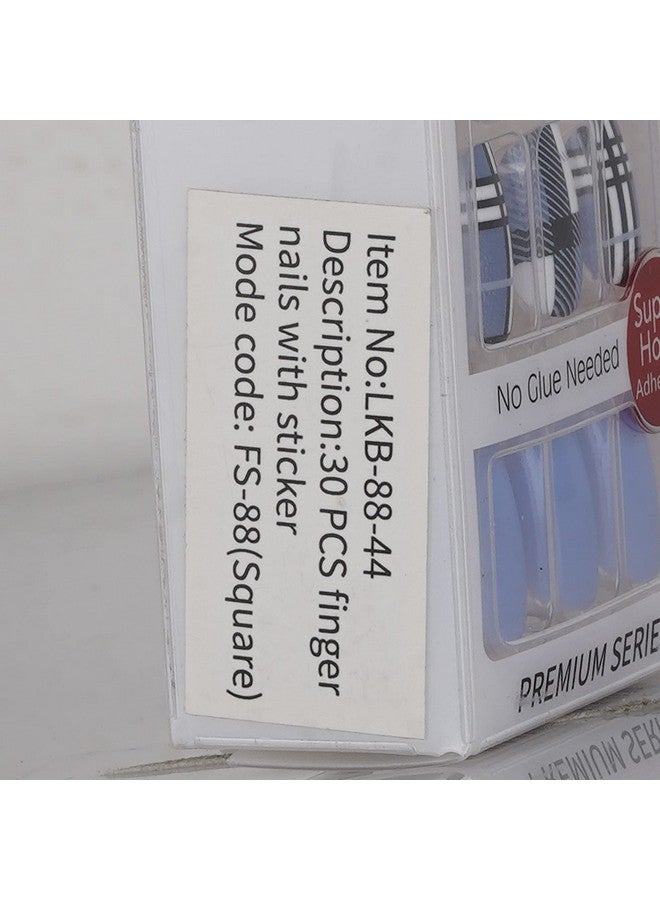 Item No:LKB-88-44
Description:30 PCS finger
nails with sticker
Mode code: FS-88(Square)
No Glue Needed
PREMIUM